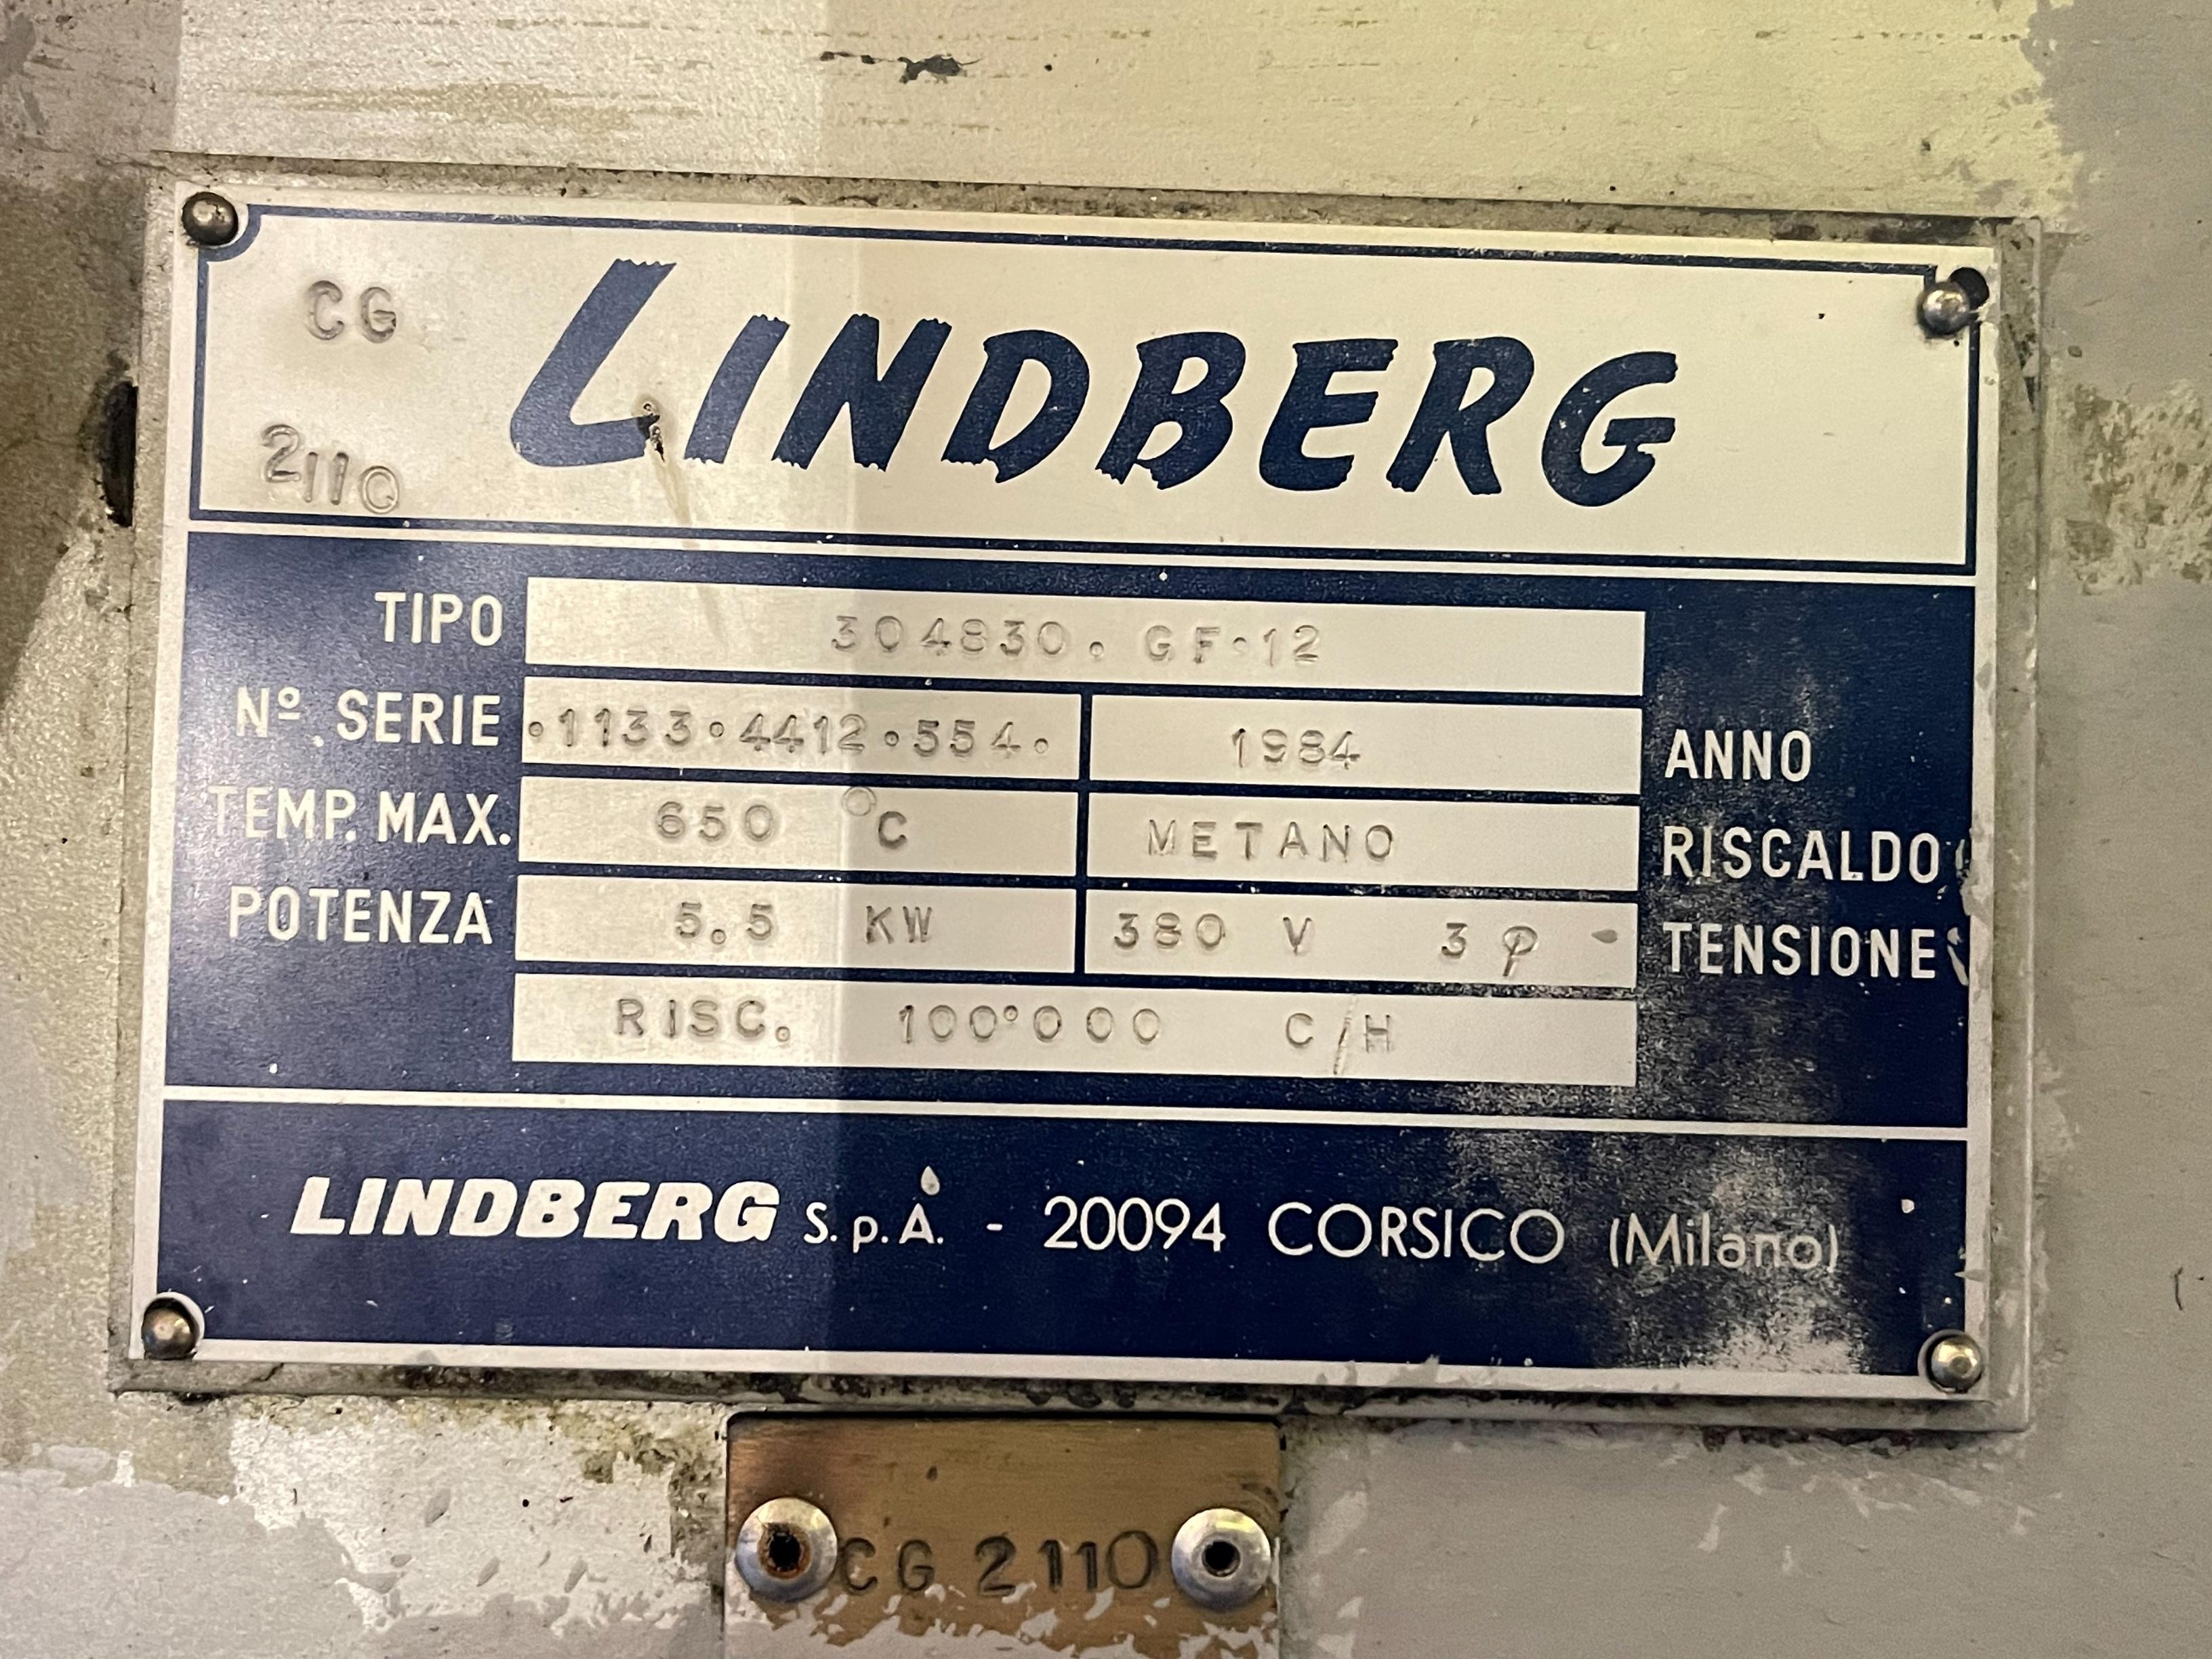 CG
LINDBERG
2110
TIPO 304830. GF.12
Nº SERIE .1133.4412.554. 1984 ANNO
TEMP. MAX. 650 °C METANO RISCALDO
POTENZA 5.5 KW 380 V 3 φ TENSIONE
RISC. 100°000 C/H
LINDBERG S.p.A. - 20094 CORSICO (Milano)
CG 2110